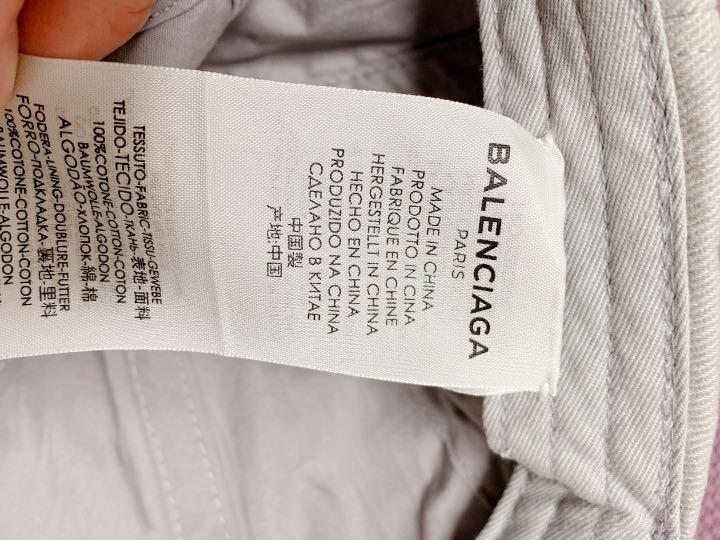 BALENCIAGA
PARIS
MADE IN CHINA
PRODOTTO IN CINA
FABRIQUE EN CHINE
HERGESTELLT IN CHINA
HECHO EN CHINA
PRODUZIDO NA CHINA
СДЕЛАНО В КИТАЕ
中国製
产地:中国
TESSUTO-FABRIC-TISSU-GEWEBE
TEJIDO-TECIDO-ТКАНЬ-表地-面料
100%COTONE-COTTON-COTON
BAUMWOLLE-ALGODON
ALGODÃO-ХЛОПОК-綿-棉
FODERA-LINING-DOUBLURE-FUTTER
FORRO-ПОДКЛАДКА-裏地-里料
100%COTONE-COTTON-COTON
BAUMWOLLE-ALGODON